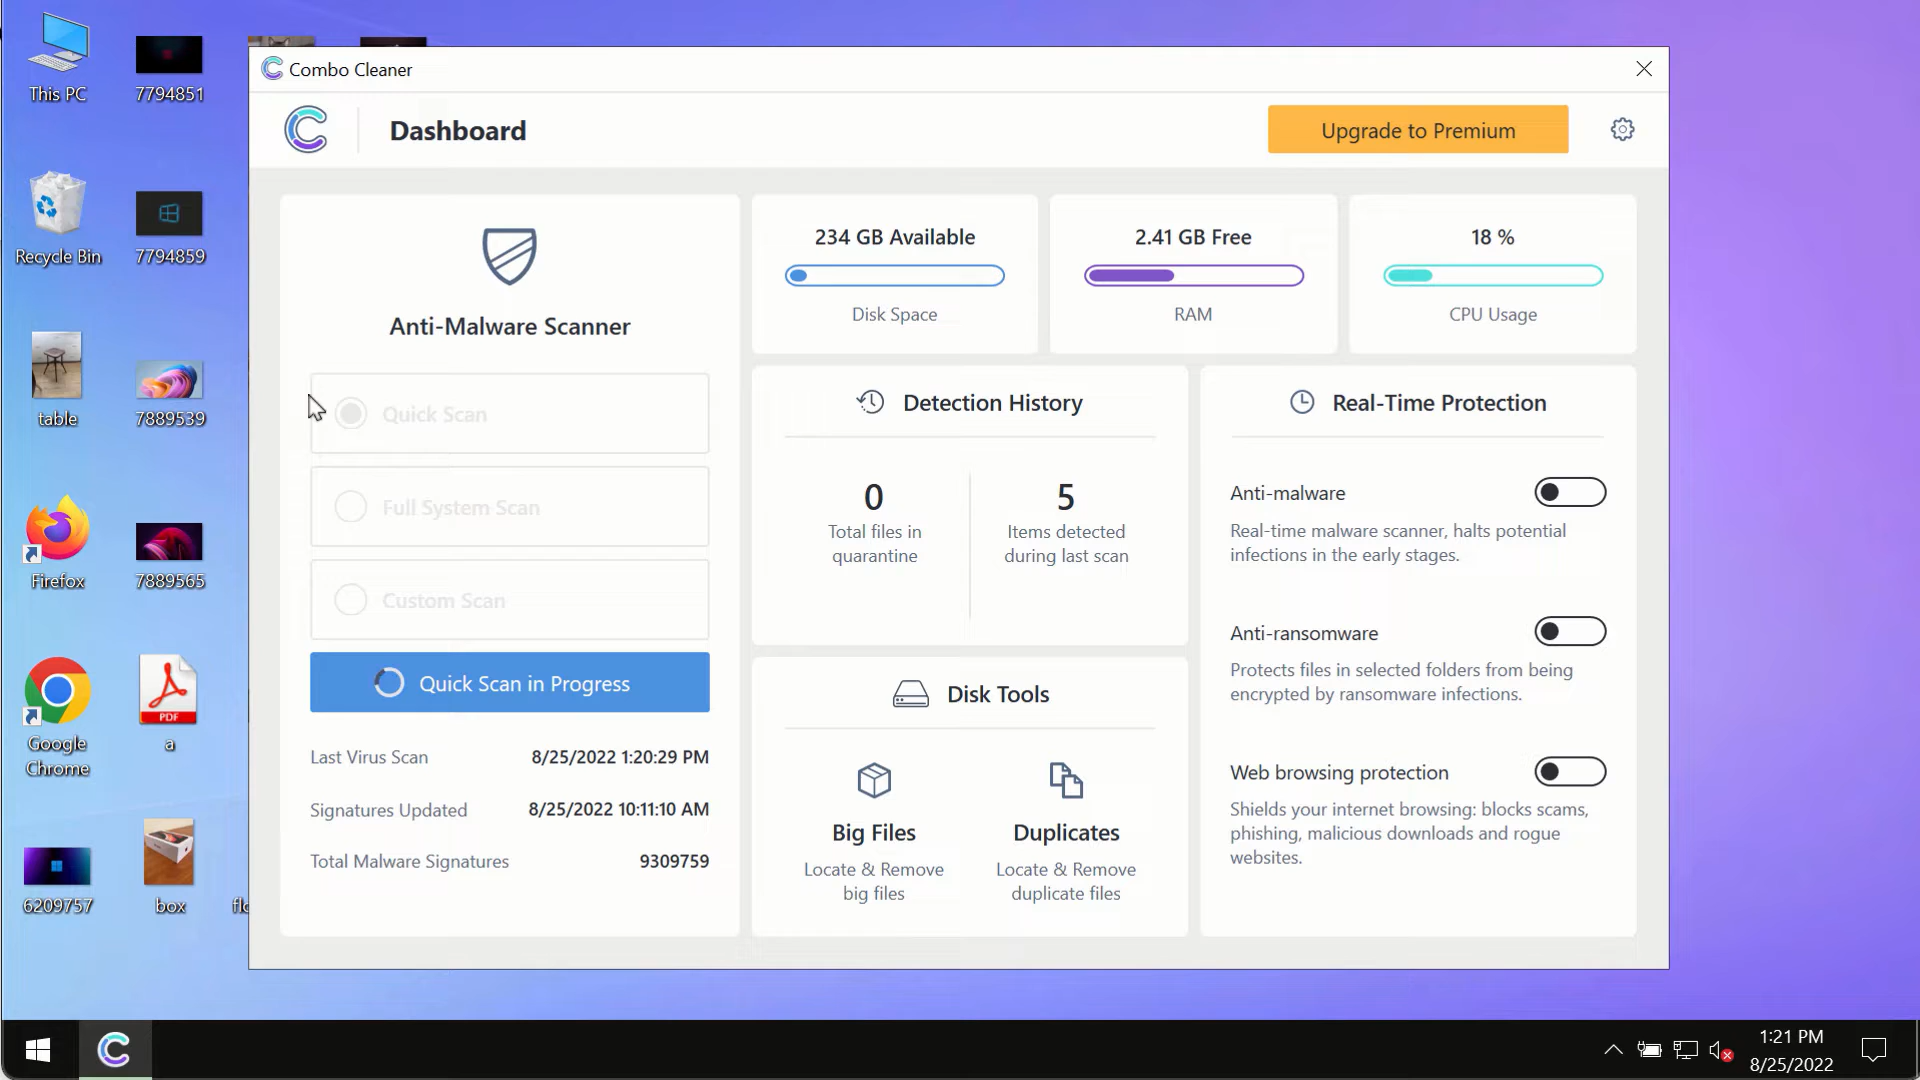 This PC
7794851
Recycle Bin
7794859
table
7889539
Firefox
7889565
Google
Chrome
PDF
a
6209757
box
Combo Cleaner
Dashboard
Upgrade to Premium
Anti-Malware Scanner
Quick Scan
Full System Scan
Custom Scan
Quick Scan in Progress
Last Virus Scan 8/25/2022 1:20:29 PM
Signatures Updated 8/25/2022 10:11:10 AM
Total Malware Signatures 9309759
234 GB Available
Disk Space
2.41 GB Free
RAM
18 %
CPU Usage
Detection History
0
Total files in
quarantine
5
Items detected
during last scan
Disk Tools
Big Files
Locate & Remove
big files
Duplicates
Locate & Remove
duplicate files
Real-Time Protection
Anti-malware
Real-time malware scanner, halts potential
infections in the early stages.
Anti-ransomware
Protects files in selected folders from being
encrypted by ransomware infections.
Web browsing protection
Shields your internet browsing: blocks scams,
phishing, malicious downloads and rogue
websites.
1:21 PM
8/25/2022